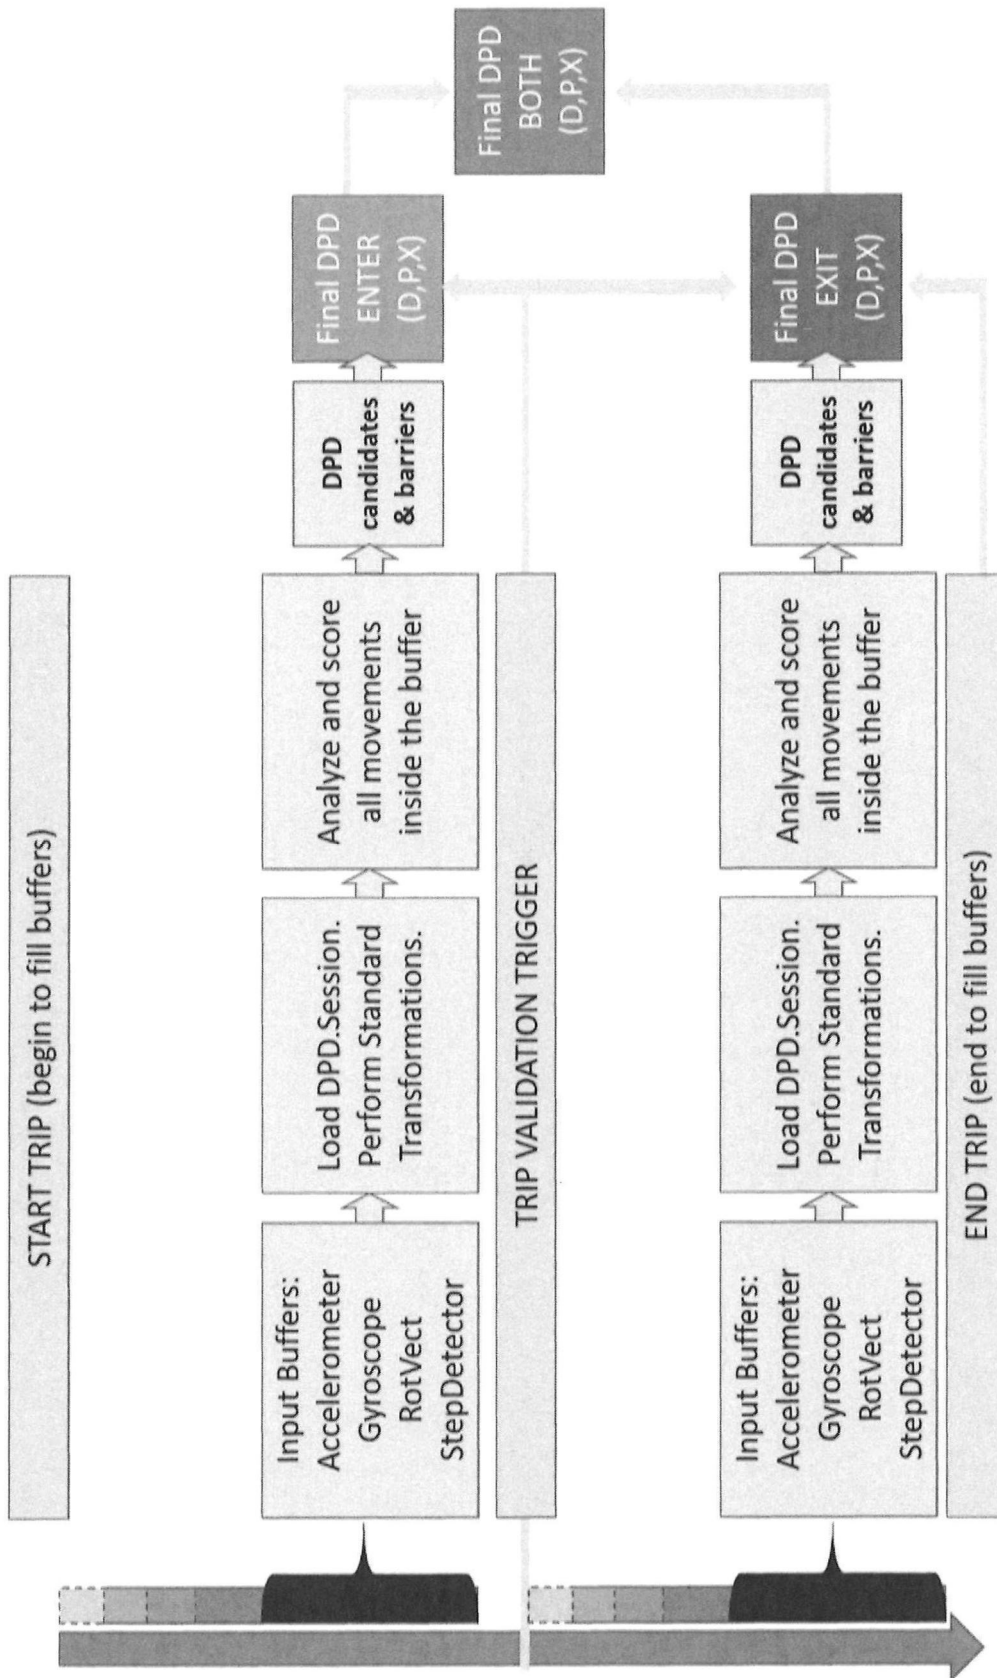 START TRIP (begin to fill buffers)
Input Buffers:
Accelerometer
Gyroscope
RotVect
StepDetector
Load DPD.Session.
Perform Standard
Transformations.
Analyze and score
all movements
inside the buffer
DPD
candidates
& barriers
Final DPD
ENTER
(D,P,X)
Final DPD
BOTH
(D,P,X)
TRIP VALIDATION TRIGGER
Input Buffers:
Accelerometer
Gyroscope
RotVect
StepDetector
Load DPD.Session.
Perform Standard
Transformations.
Analyze and score
all movements
inside the buffer
DPD
candidates
& barriers
Final DPD
EXIT
(D,P,X)
END TRIP (end to fill buffers)